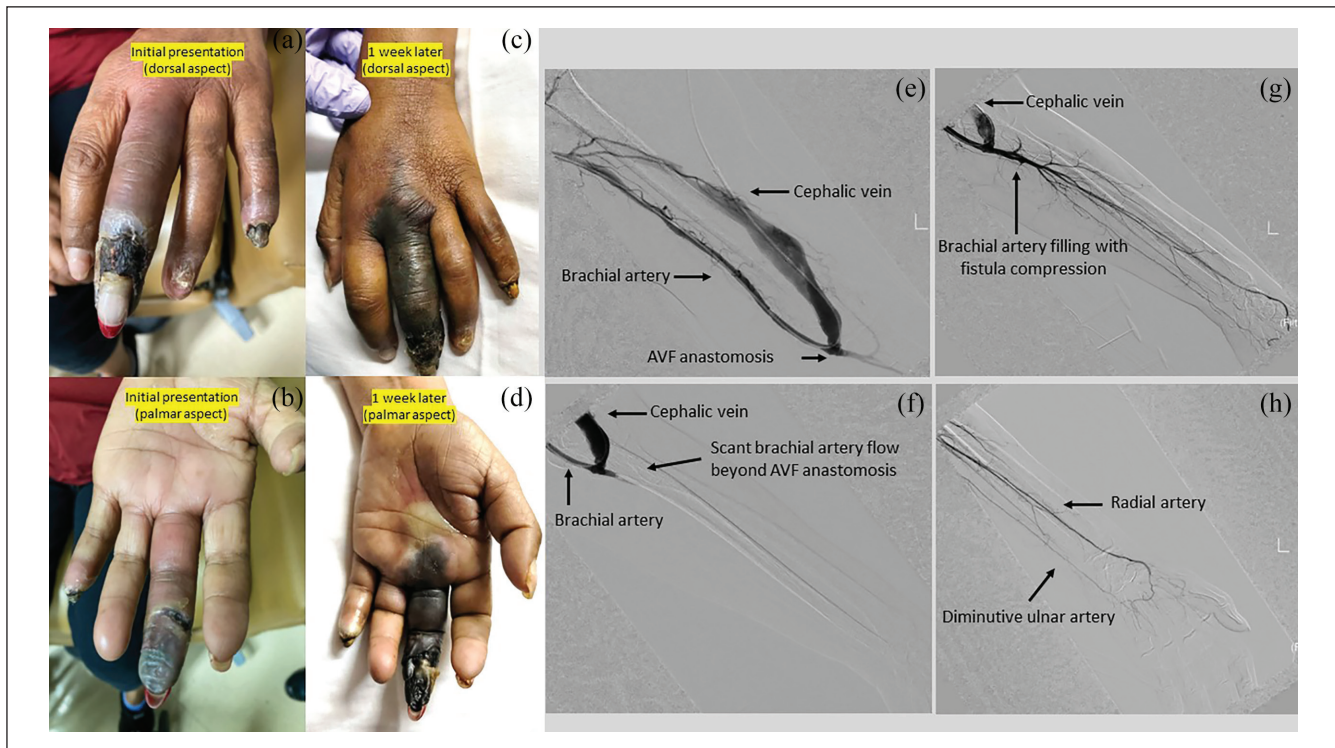 Initial presentation
(dorsal aspect)
(a)
1 week later
(dorsal aspect)
(c)
Initial presentation
(palmar aspect)
(b)
1 week later
(palmar aspect)
(d)
(e)
Cephalic vein
Brachial artery
AVF anastomosis
L
(g)
Cephalic vein
Brachial artery filling with
fistula compression
L
(f)
Cephalic vein
Scant brachial artery flow
beyond AVF anastomosis
Brachial artery
(h)
Radial artery
Diminutive ulnar artery
L